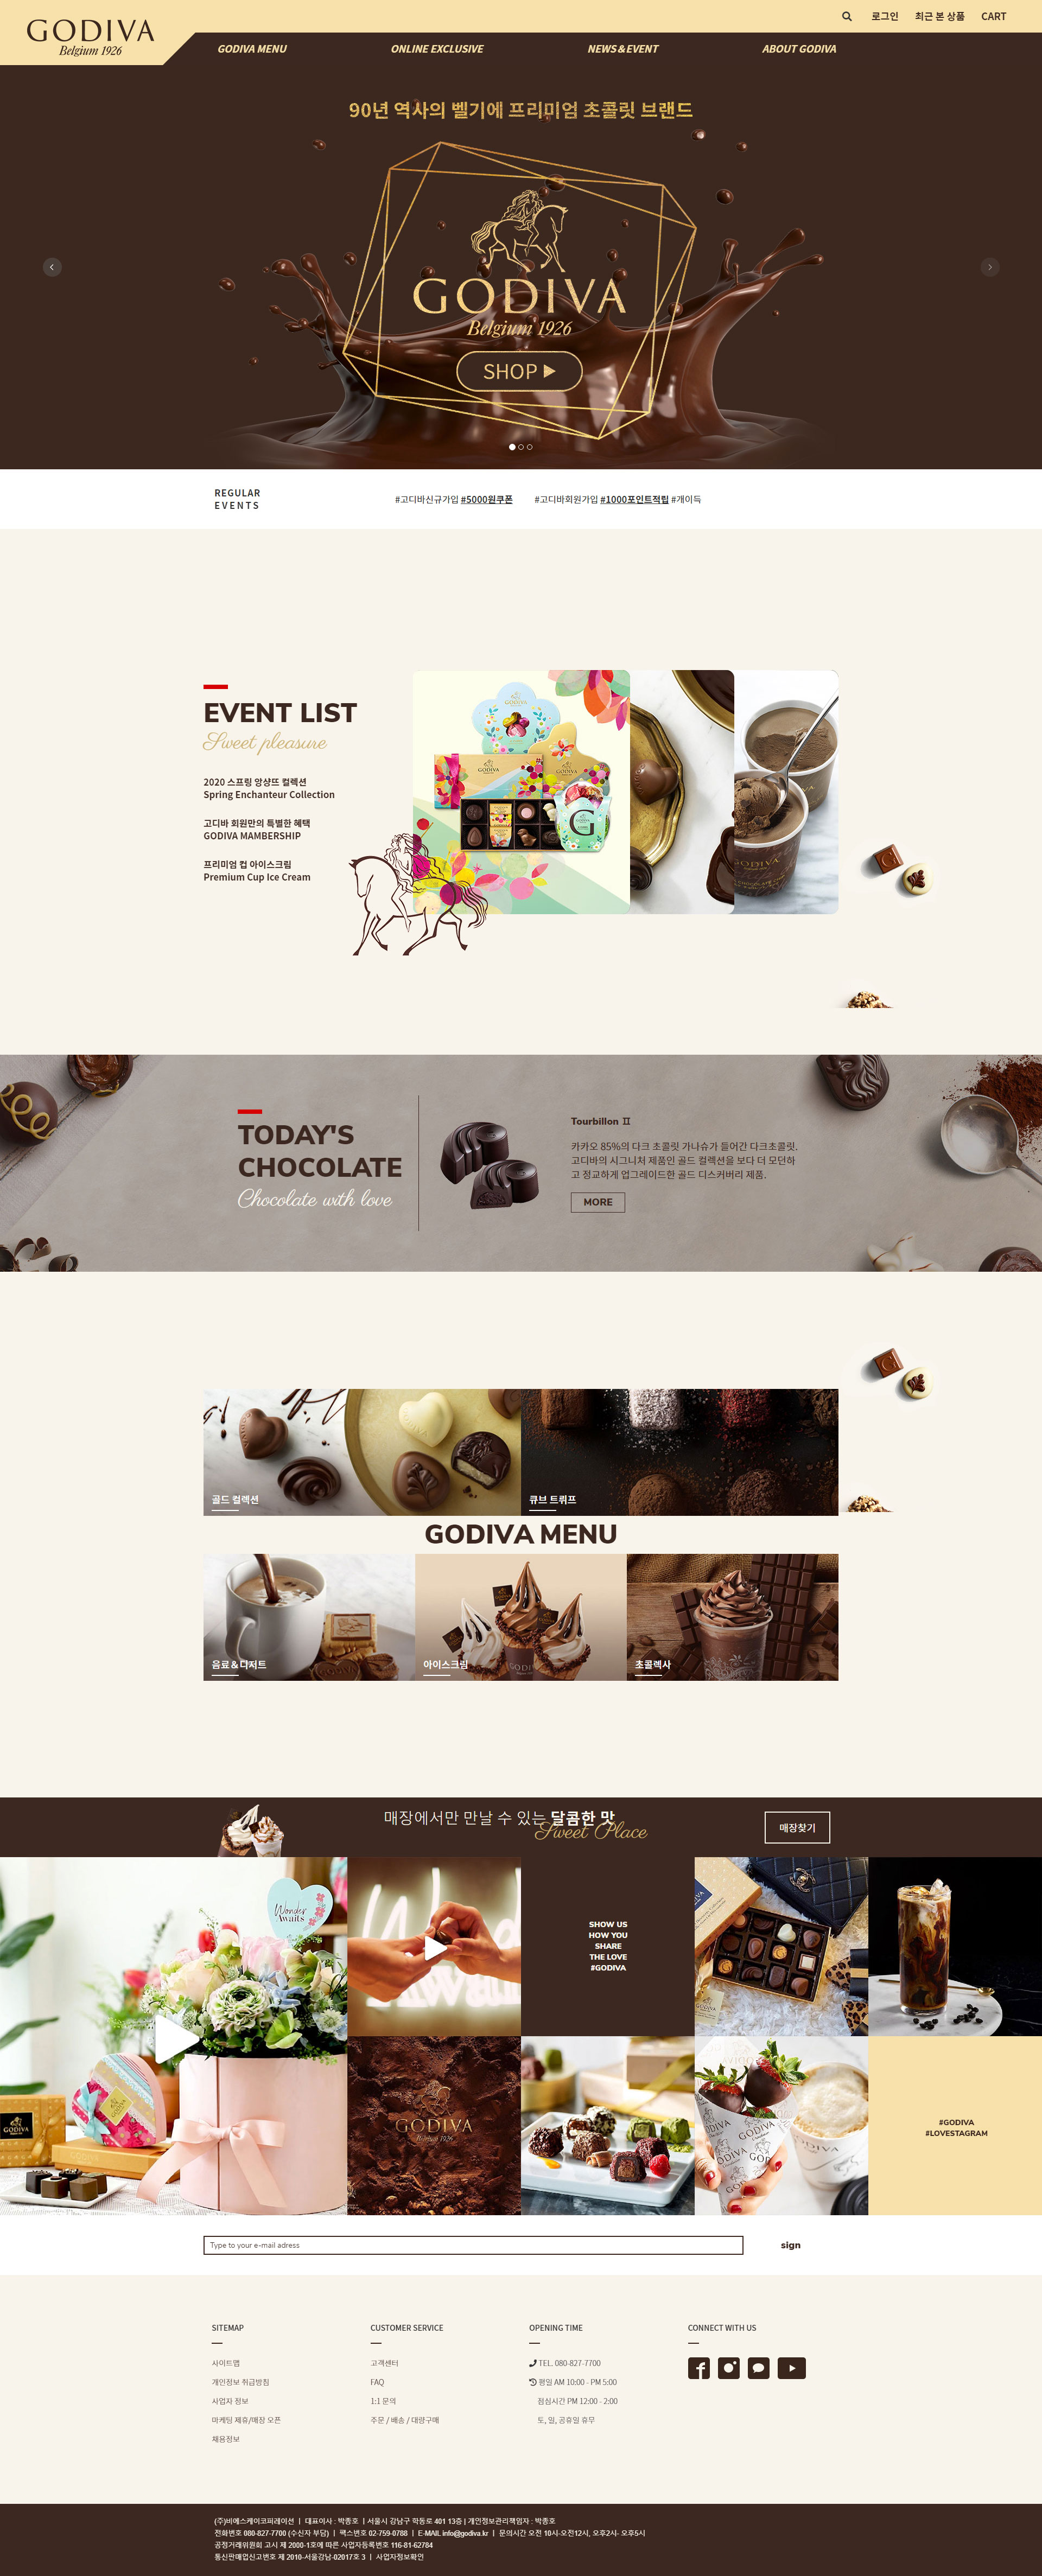 로그인 최근 본 상품 CART
GODIVA
Belgium 1926
GODIVA MENU ONLINE EXCLUSIVE NEWS&EVENT ABOUT GODIVA
90년 역사의 벨기에 프리미엄 초콜릿 브랜드
GODIVA
Belgium 1926
SHOP
REGULAR
EVENTS
#고디바신규가입 #5000원쿠폰 #고디바회원가입 #1000포인트적립 #개이득
EVENT LIST
Sweet pleasure
2020 스프링 앙샹뜨 컬렉션
Spring Enchanteur Collection
고디바 회원만의 특별한 혜택
GODIVA MAMBERSHIP
프리미엄 컵 아이스크림
Premium Cup Ice Cream
GODIVA
GODIVA
G
GODIVA
TODAY'S
CHOCOLATE
Chocolate with love
Tourbillon Ⅱ
카카오 85%의 다크 초콜릿 가나슈가 들어간 다크초콜릿.
고디바의 시그니처 제품인 골드 컬렉션을 보다 더 모던하
고 정교하게 업그레이드한 골드 디스커버리 제품.
MORE
골드 컬렉션
큐브 트뤼프
GODIVA MENU
음료&디저트
아이스크림
초콜렉사
매장에서만 만날 수 있는 달콤한 맛
Sweet Place
매장찾기
Wonder
Awaits
SHOW US
HOW YOU
SHARE
THE LOVE
#GODIVA
GODIVA
GODIVA
Belgium 1926
GODIVA
#GODIVA
#LOVESTAGRAM
Type to your e-mail adress
sign
SITEMAP
사이트맵
개인정보 취급방침
사업자 정보
마케팅 제휴/매장 오픈
채용정보
CUSTOMER SERVICE
고객센터
FAQ
1:1 문의
주문 / 배송 / 대량구매
OPENING TIME
TEL. 080-827-7700
평일 AM 10:00 - PM 5:00
점심시간 PM 12:00 - 2:00
토, 일, 공휴일 휴무
CONNECT WITH US
(주)비메스케이코퍼레이션 | 대표이사 : 박종호 | 서울시 강남구 학동로 401 13층 | 개인정보관리책임자 : 박종호
전화번호 080-827-7700 (수신자 부담) | 팩스번호 02-759-0788 | E-MAIL info@godiva.kr | 문의시간 오전 10시-오전12시, 오후2시- 오후5시
공정거래위원회 고시 제 2000-1호에 따른 사업자등록번호 116-81-62784
통신판매업신고번호 제 2010-서울강남-02017호 3 | 사업자정보확인